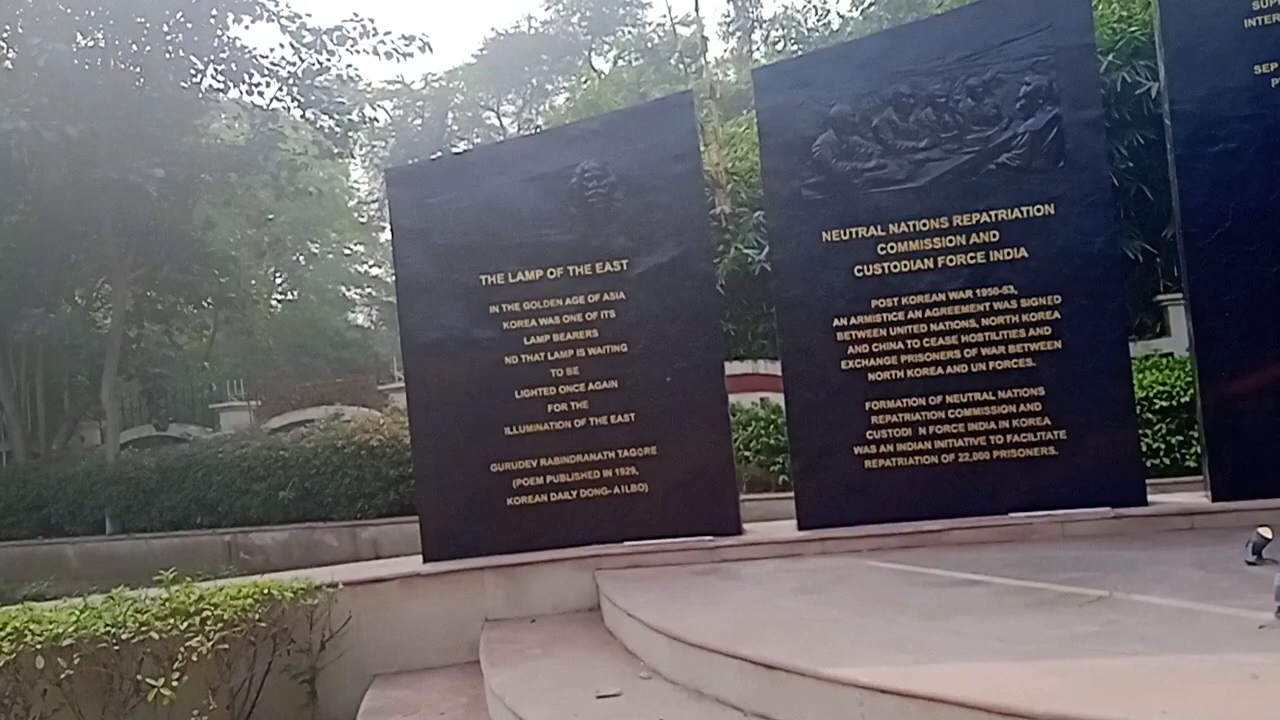 THE LAMP OF THE EAST
IN THE GOLDEN AGE OF ASIA
KOREA WAS ONE OF ITS
LAMP BEARERS
ND THAT LAMP IS WAITING
TO BE
LIGHTED ONCE AGAIN
FOR THE
ILLUMINATION OF THE EAST
GURUDEV RABINDRANATH TAGORE
(POEM PUBLISHED IN 1929,
KOREAN DAILY DONG-A ILBO)
NEUTRAL NATIONS REPATRIATION
COMMISSION AND
CUSTODIAN FORCE INDIA
POST KOREAN WAR 1950-53,
AN ARMISTICE AN AGREEMENT WAS SIGNED
BETWEEN UNITED NATIONS, NORTH KOREA
AND CHINA TO CEASE HOSTILITIES AND
EXCHANGE PRISONERS OF WAR BETWEEN
NORTH KOREA AND UN FORCES.
FORMATION OF NEUTRAL NATIONS
REPATRIATION COMMISSION AND
CUSTODI N FORCE INDIA IN KOREA
WAS AN INDIAN INITIATIVE TO FACILITATE
REPATRIATION OF 22,000 PRISONERS.
SUP
INTER
SEP